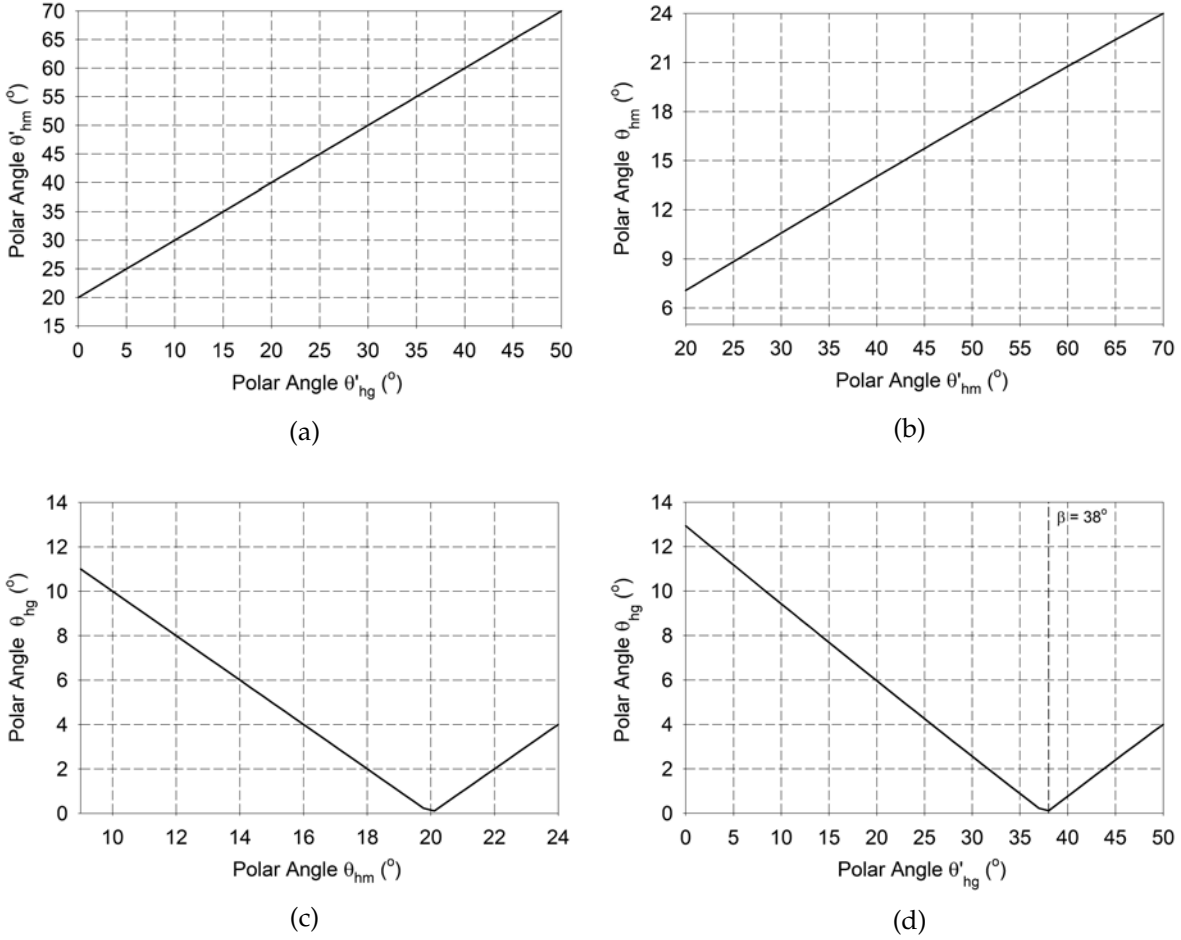 70
65
60
55
50
45
40
35
30
25
20
15
Polar Angle θ'hm (o)
0 5 10 15 20 25 30 35 40 45 50
Polar Angle θ'hg (o)
(a)
24
21
18
15
12
9
6
Polar Angle θhm (o)
20 25 30 35 40 45 50 55 60 65 70
Polar Angle θ'hm (o)
(b)
14
12
10
8
6
4
2
0
Polar Angle θhg (o)
10 12 14 16 18 20 22 24
Polar Angle θhm (o)
(c)
14
12
10
8
6
4
2
0
Polar Angle θhg (o)
β = 38o
0 5 10 15 20 25 30 35 40 45 50
Polar Angle θ'hg (o)
(d)